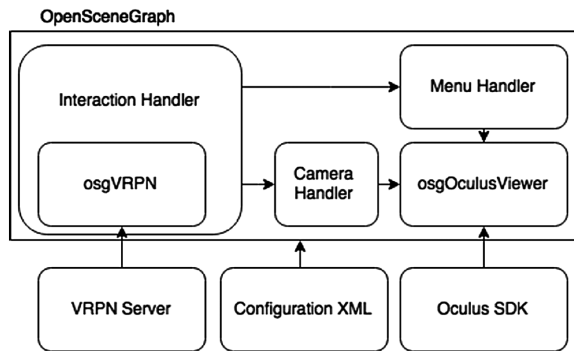 OpenSceneGraph
Interaction Handler
Menu Handler
osgVRPN
Camera
Handler
osgOculusViewer
VRPN Server
Configuration XML
Oculus SDK